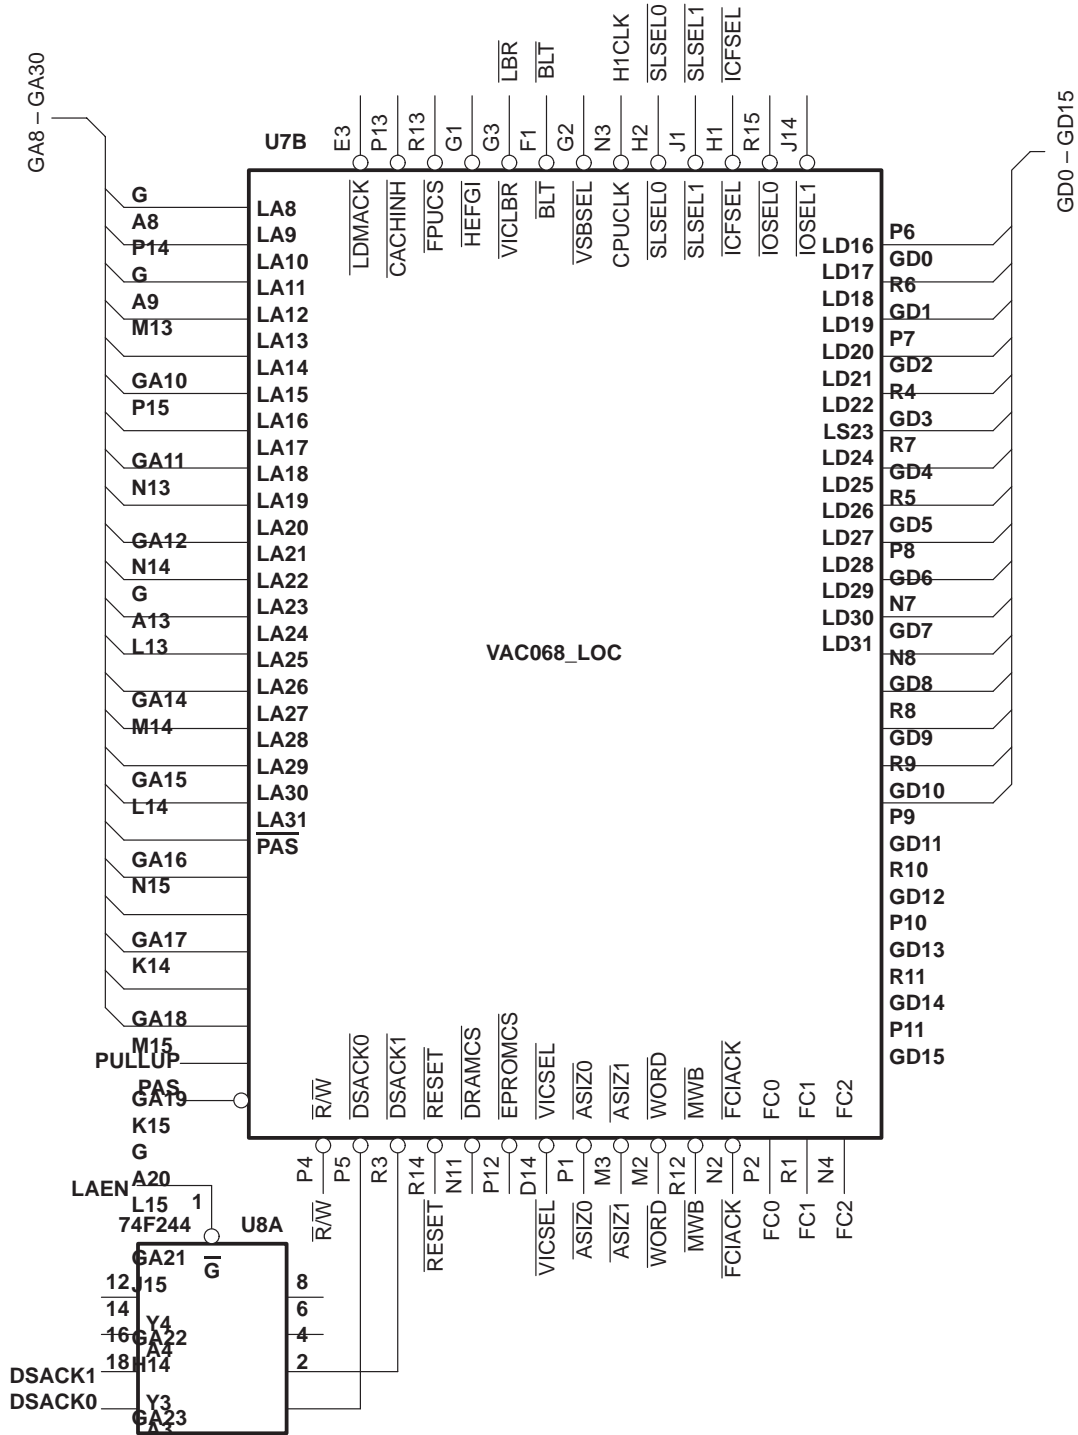 GA8 – GA30
U7B
E3
P13
R13
G1
G3
F1
G2
N3
H2
J1
H1
R15
J14
LBR
BLT
H1CLK
SLSEL0
SLSEL1
ICFSEL
GD0 – GD15
LDMACK
CACHINH
FPUCS
HEFGI
VICLBR
BLT
VSBSEL
CPUCLK
SLSEL0
SLSEL1
ICFSEL
IOSEL0
IOSEL1
G
A8
P14
G
A9
M13
GA10
P15
GA11
N13
GA12
N14
G
A13
L13
GA14
M14
GA15
L14
GA16
N15
GA17
K14
GA18
M15
PULLUP
PAS
GA19
K15
G
A20
LAEN
L15
1
LA8
LA9
LA10
LA11
LA12
LA13
LA14
LA15
LA16
LA17
LA18
LA19
LA20
LA21
LA22
LA23
LA24
LA25
LA26
LA27
LA28
LA29
LA30
LA31
PAS
VAC068_LOC
LD16
LD17
LD18
LD19
LD20
LD21
LD22
LS23
LD24
LD25
LD26
LD27
LD28
LD29
LD30
LD31
P6
GD0
R6
GD1
P7
GD2
R4
GD3
R7
GD4
R5
GD5
P8
GD6
N7
GD7
N8
GD8
R8
GD9
R9
GD10
P9
GD11
R10
GD12
P10
GD13
R11
GD14
P11
GD15
R/W
DSACK0
DSACK1
RESET
DRAMCS
EPROMCS
VICSEL
ASIZ0
ASIZ1
WORD
MWB
FCIACK
FC0
FC1
FC2
P4
P5
R3
R14
N11
P12
D14
P1
M3
M2
R12
N2
P2
R1
N4
R/W
RESET
VICSEL
ASIZ0
ASIZ1
WORD
MWB
FCIACK
FC0
FC1
FC2
74F244
U8A
G
GA21
12
J15
8
14
6
Y4
16
GA22
4
A4
18
H14
2
DSACK1
DSACK0
Y3
GA23
A3